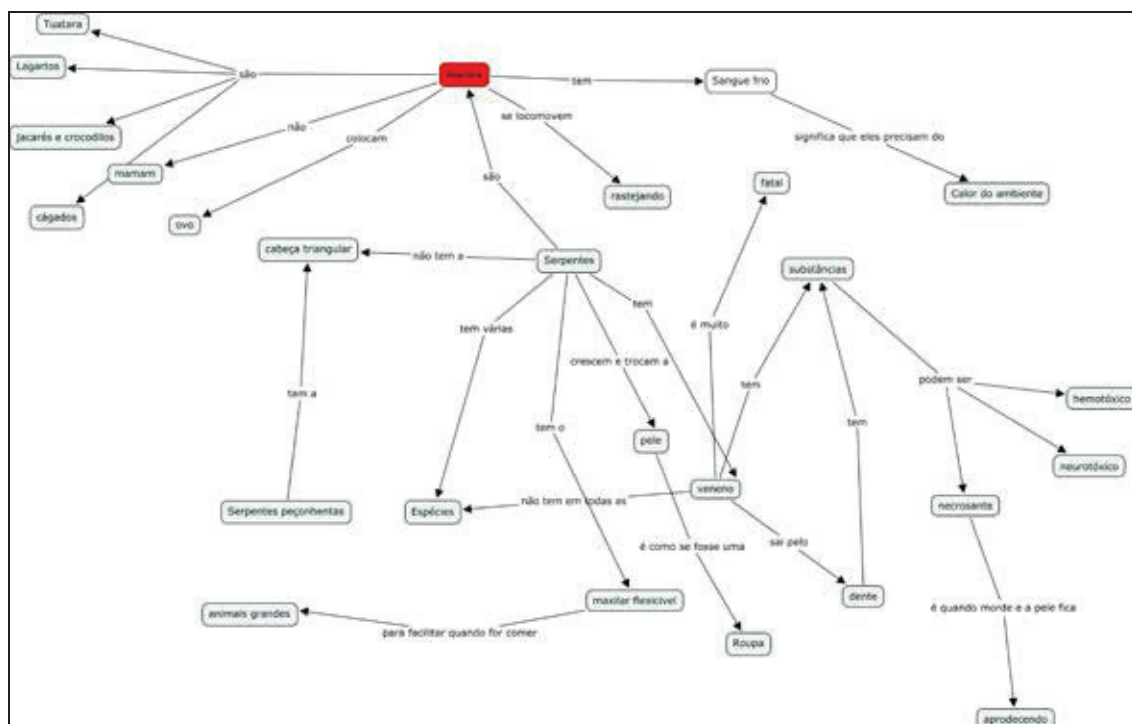 Tuatara
Lagartos
são
tem
Sangue frio
se locomovem
não
colocam
significa que eles precisam do
Jacarés e crocodilos
mamam
são
fatal
rastejando
Calor do ambiente
cágados
ovo
cabeça triangular
não tem a
Serpentes
substâncias
tem
tem várias
é muito
crescem e trocam a
tem
podem ser
tem a
hemotóxico
tem o
tem
pele
neurotóxico
veneno
não tem em todas as
Serpentes peçonhentas
Espécies
necrosante
sai pelo
é como se fosse uma
maxilar flexicível
dente
animais grandes
é quando morde e a pele fica
para facilitar quando for comer
Roupa
aprodecendo